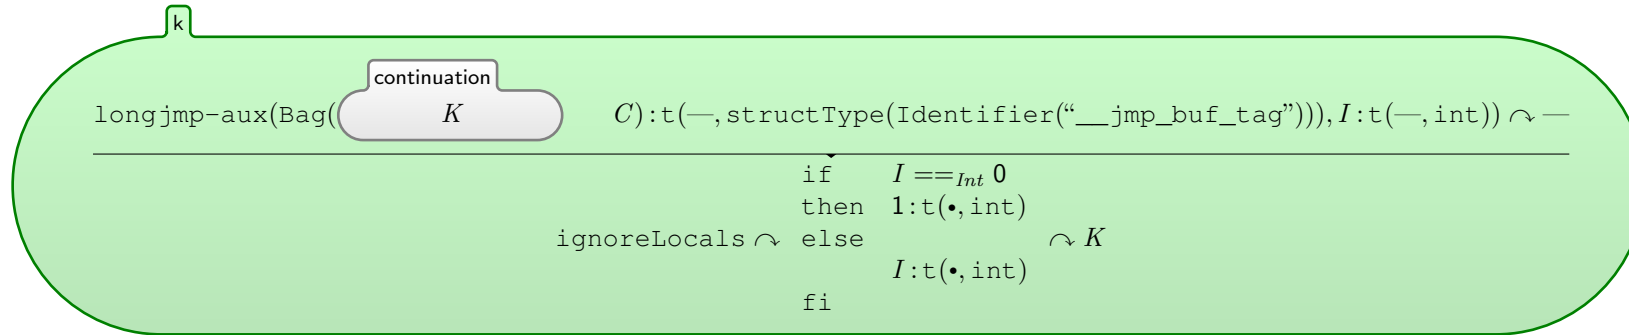 k
continuation
longjmp-aux(Bag( K C):t(—,structType(Identifier(“__jmp_buf_tag”))),I:t(—,int)) ↷ —
if I ==Int 0
then 1:t(•,int)
ignoreLocals ↷ else ↷ K
I:t(•,int)
fi